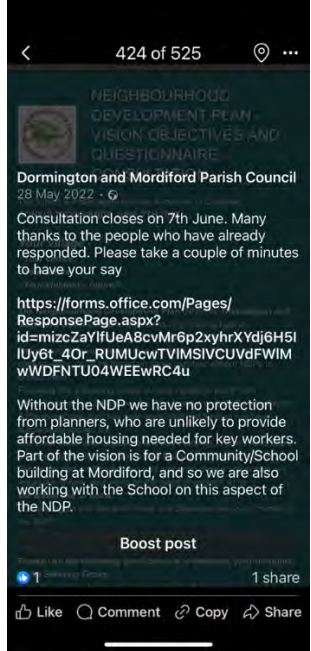 424 of 525
NEIGHBOURHOOD
DEVELOPMENT PLAN -
VISION OBJECTIVES AND
QUESTIONNAIRE
Dormington and Mordiford Parish Council
28 May 2022
Consultation closes on 7th June. Many
thanks to the people who have already
responded. Please take a couple of minutes
to have your say
https://forms.office.com/Pages/
ResponsePage.aspx?
id=mizcZaYlfUeA8cvMr6p2xyhrXYdj6H5l
IUy6t_4Or_RUMUcwTVlMSlVCUVdFWlM
wWDFNTU04WEEwRC4u
Without the NDP we have no protection
from planners, who are unlikely to provide
affordable housing needed for key workers.
Part of the vision is for a Community/School
building at Mordiford, and so we are also
working with the School on this aspect of
the NDP.
Boost post
1
1 share
Like Comment Copy Share